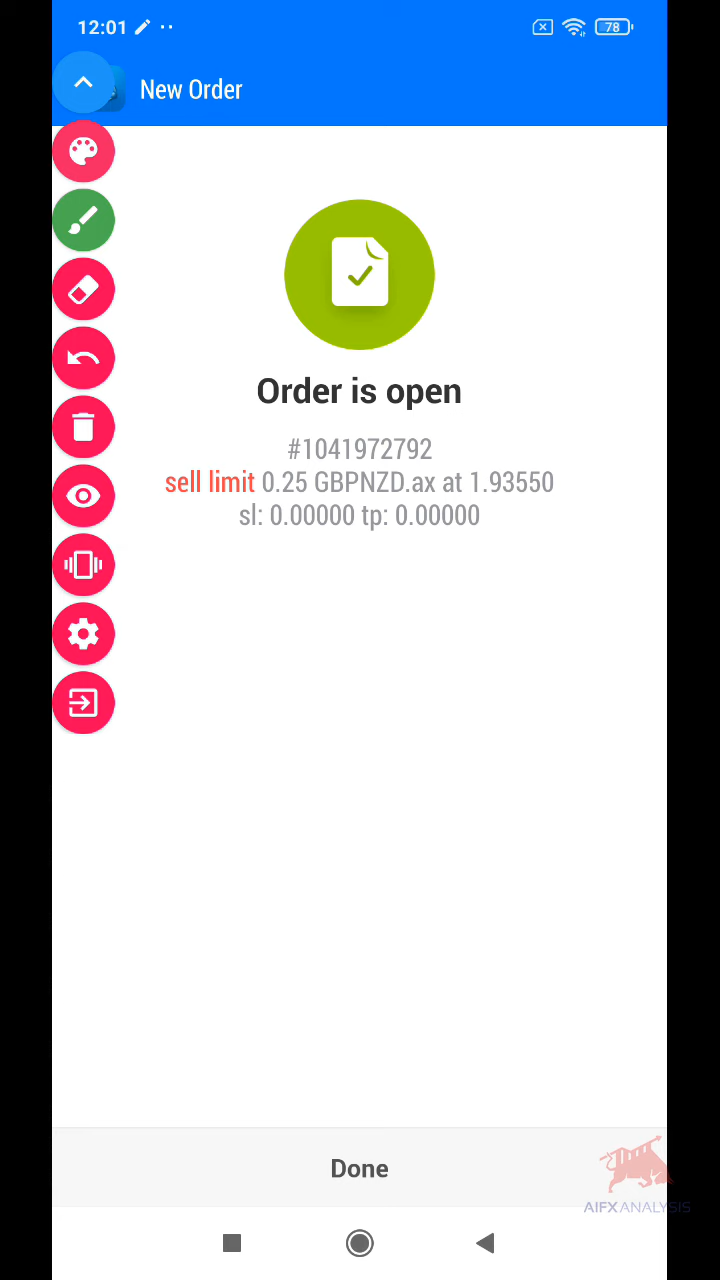 12:01
78
New Order
Order is open
#1041972792
sell limit 0.25 GBPNZD.ax at 1.93550
sl: 0.00000 tp: 0.00000
Done
AIFXANALYSIS